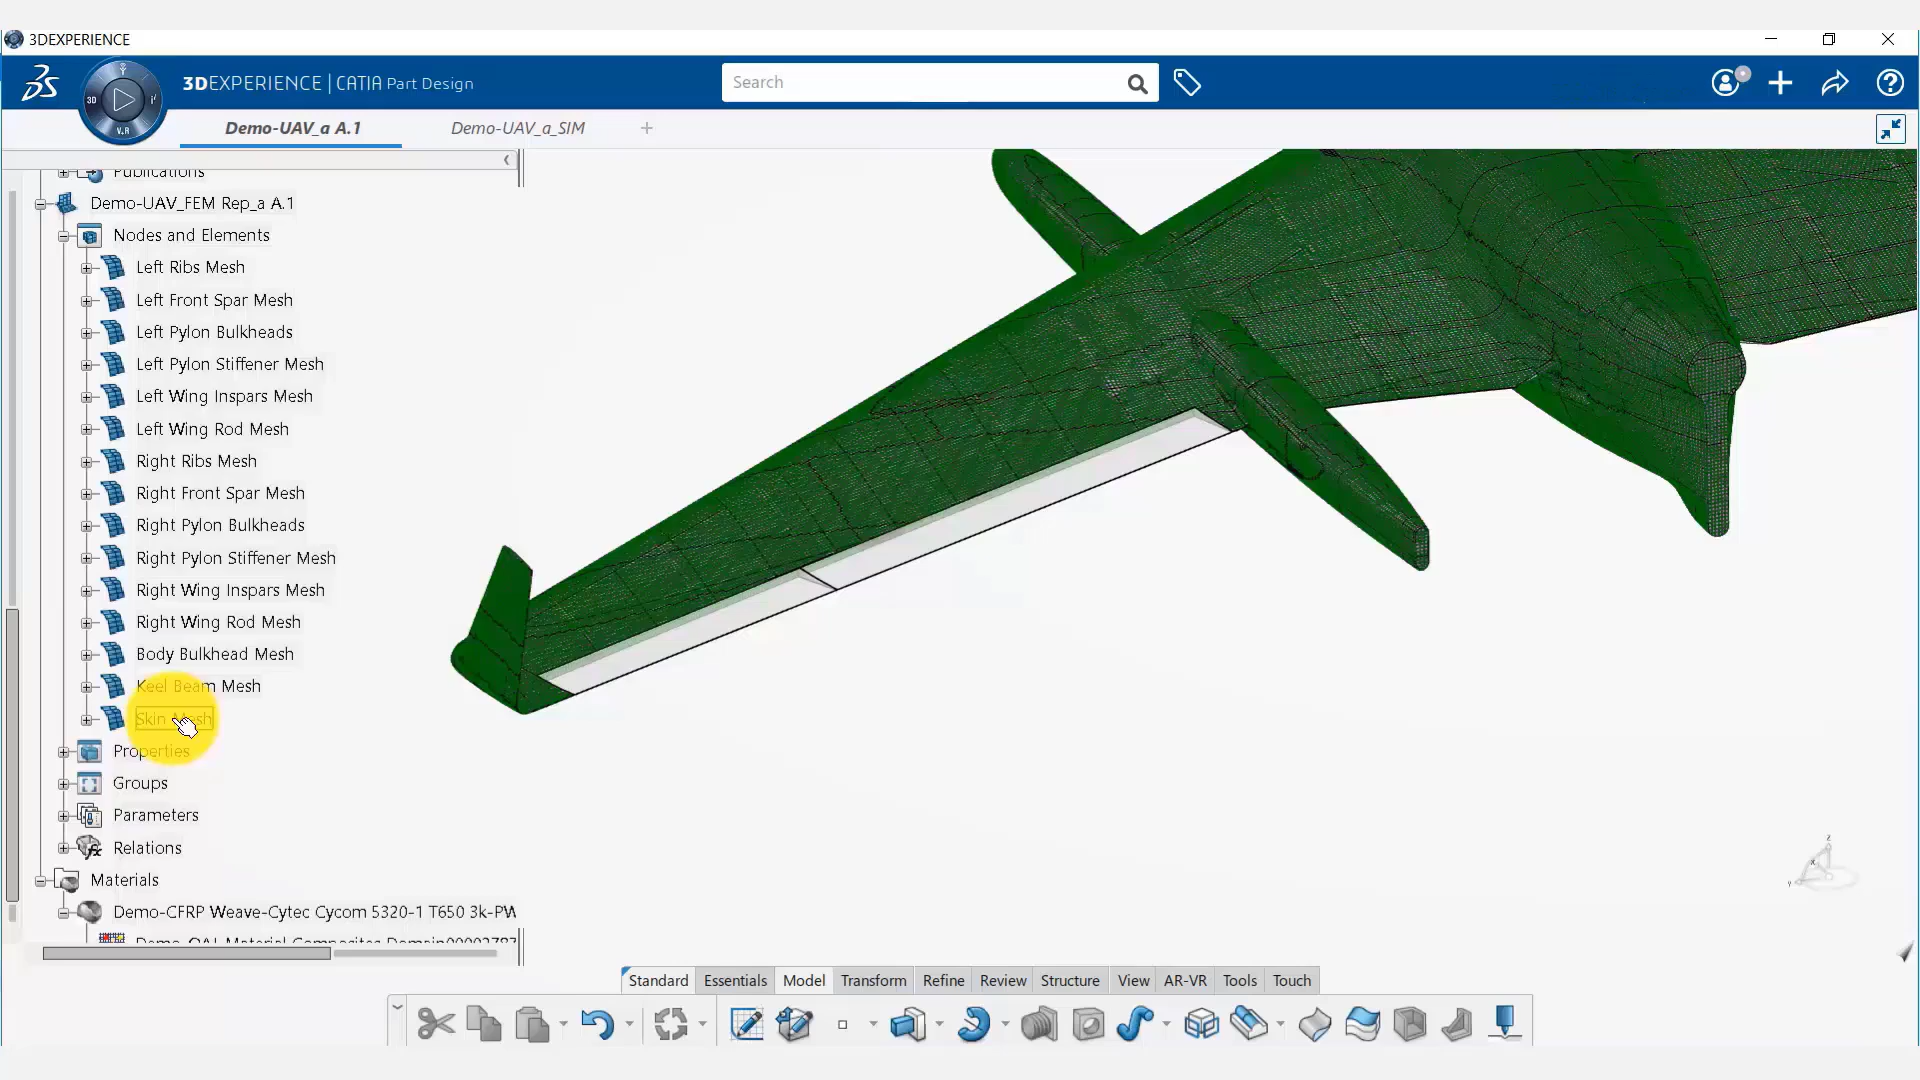 3DEXPERIENCE
3DEXPERIENCE | CATIA Part Design
Search
3D
i²
V.R
Demo-UAV_a A.1
Demo-UAV_a_SIM
Publications
Demo-UAV_FEM Rep_a A.1
Nodes and Elements
Left Ribs Mesh
Left Front Spar Mesh
Left Pylon Bulkheads
Left Pylon Stiffener Mesh
Left Wing Inspars Mesh
Left Wing Rod Mesh
Right Ribs Mesh
Right Front Spar Mesh
Right Pylon Bulkheads
Right Pylon Stiffener Mesh
Right Wing Inspars Mesh
Right Wing Rod Mesh
Body Bulkhead Mesh
Keel Beam Mesh
Skin Mesh
Properties
Groups
Parameters
Relations
Materials
Demo-CFRP Weave-Cytec Cycom 5320-1 T650 3k-PW
z
x
y
Standard
Essentials
Model
Transform
Refine
Review
Structure
View
AR-VR
Tools
Touch